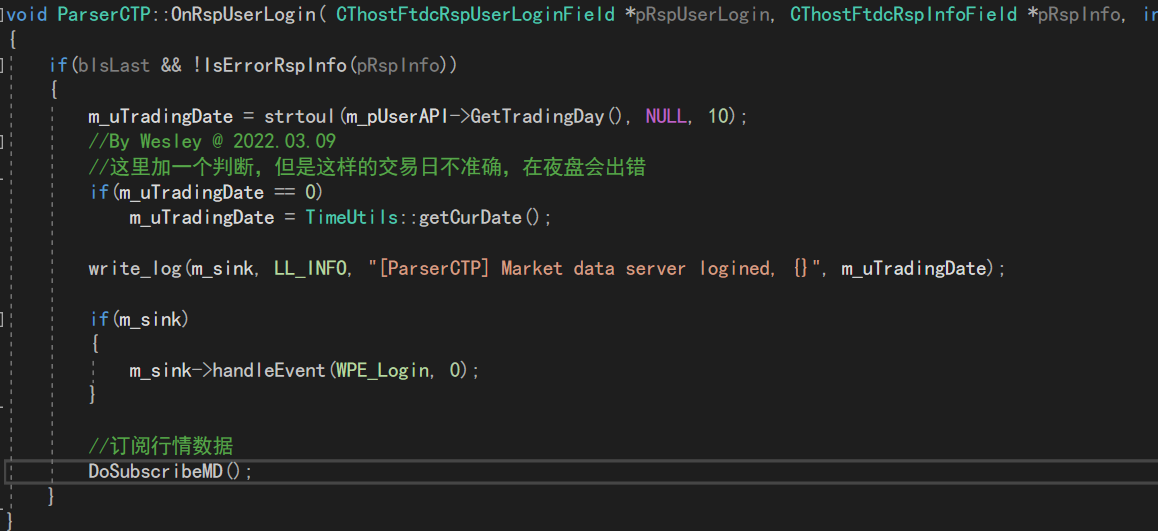 void ParserCTP::OnRspUserLogin( CThostFtdcRspUserLoginField *pRspUserLogin, CThostFtdcRspInfoField *pRspInfo, in
{
if(bIsLast && !IsErrorRspInfo(pRspInfo))
{
m_uTradingDate = strtoul(m_pUserAPI->GetTradingDay(), NULL, 10);
//By Wesley @ 2022.03.09
//这里加一个判断，但是这样的交易日不准确，在夜盘会出错
if(m_uTradingDate == 0)
m_uTradingDate = TimeUtils::getCurDate();
write_log(m_sink, LL_INFO, "[ParserCTP] Market data server logined, {}", m_uTradingDate);
if(m_sink)
{
m_sink->handleEvent(WPE_Login, 0);
}
//订阅行情数据
DoSubscribeMD();
}
}